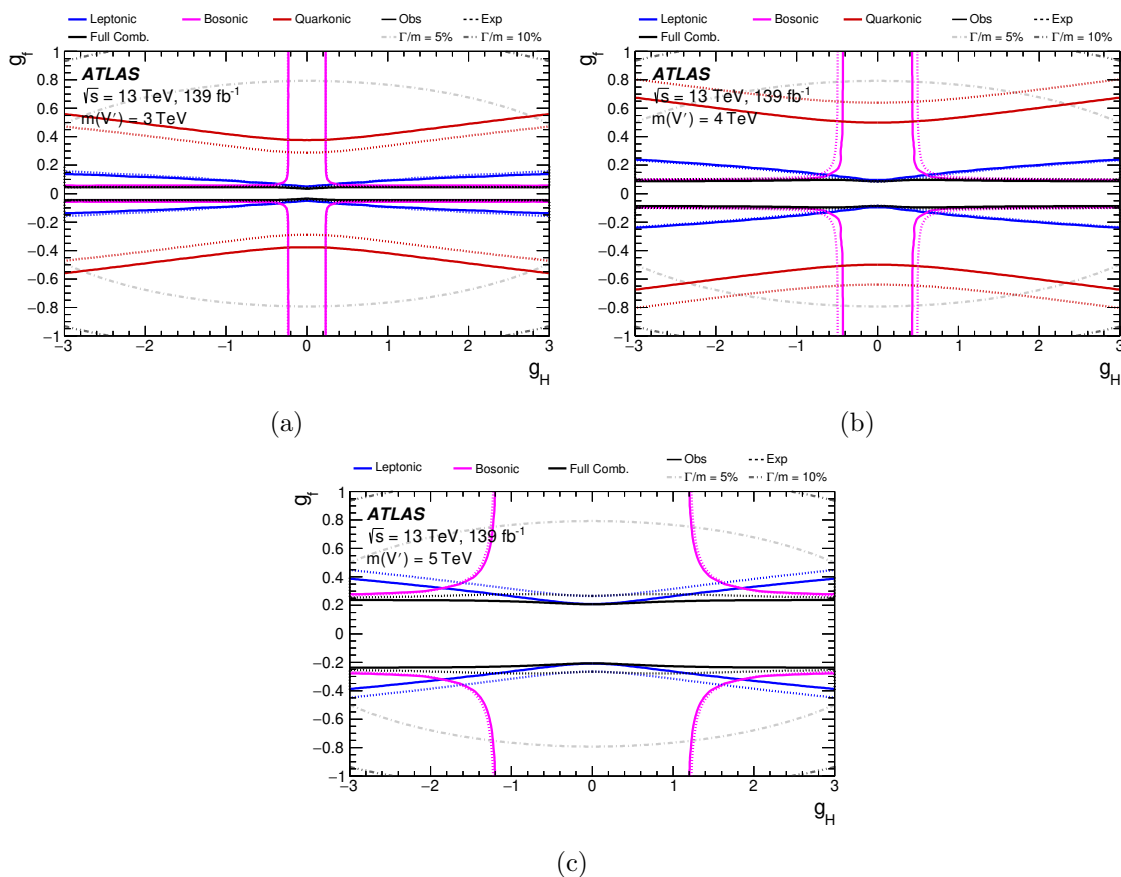 Leptonic Bosonic Quarkonic Obs Exp
Full Comb. Γ/m = 5% Γ/m = 10%
g_f
1
0.8
0.6
0.4
0.2
0
−0.2
−0.4
−0.6
−0.8
−1
ATLAS
√s = 13 TeV, 139 fb⁻¹
m(V′) = 3 TeV
−3 −2 −1 0 1 2 3
g_H
(a)
Leptonic Bosonic Quarkonic Obs Exp
Full Comb. Γ/m = 5% Γ/m = 10%
g_f
1
0.8
0.6
0.4
0.2
0
−0.2
−0.4
−0.6
−0.8
−1
ATLAS
√s = 13 TeV, 139 fb⁻¹
m(V′) = 4 TeV
−3 −2 −1 0 1 2 3
g_H
(b)
Leptonic Bosonic Full Comb. Obs Exp
Γ/m = 5% Γ/m = 10%
g_f
1
0.8
0.6
0.4
0.2
0
−0.2
−0.4
−0.6
−0.8
−1
ATLAS
√s = 13 TeV, 139 fb⁻¹
m(V′) = 5 TeV
−3 −2 −1 0 1 2 3
g_H
(c)